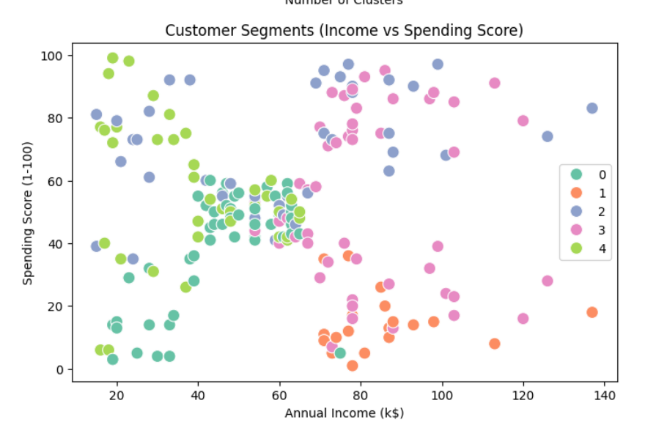 Number of Clusters
Customer Segments (Income vs Spending Score)
100
80
60
40
20
0
Spending Score (1-100)
0
1
2
3
4
20 40 60 80 100 120 140
Annual Income (k$)